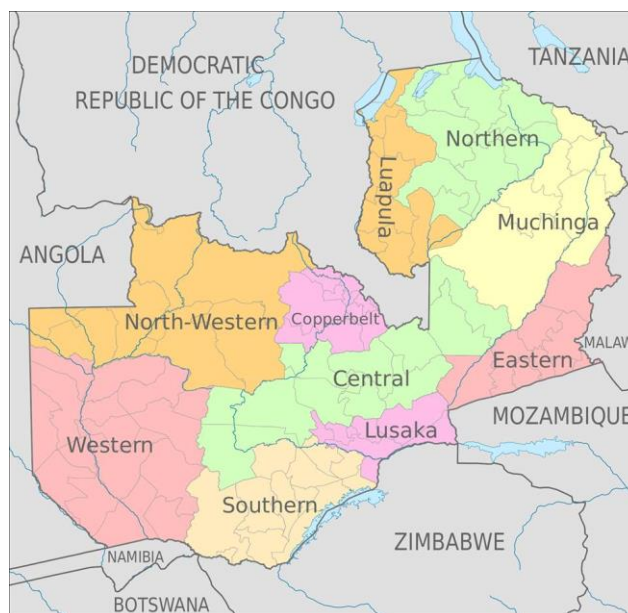 DEMOCRATIC
REPUBLIC OF THE CONGO
TANZANIA
Northern
Luapula
Muchinga
ANGOLA
North-Western
Copperbelt
MALAW
Eastern
Central
MOZAMBIQUE
Western
Lusaka
Southern
ZIMBABWE
NAMIBIA
BOTSWANA